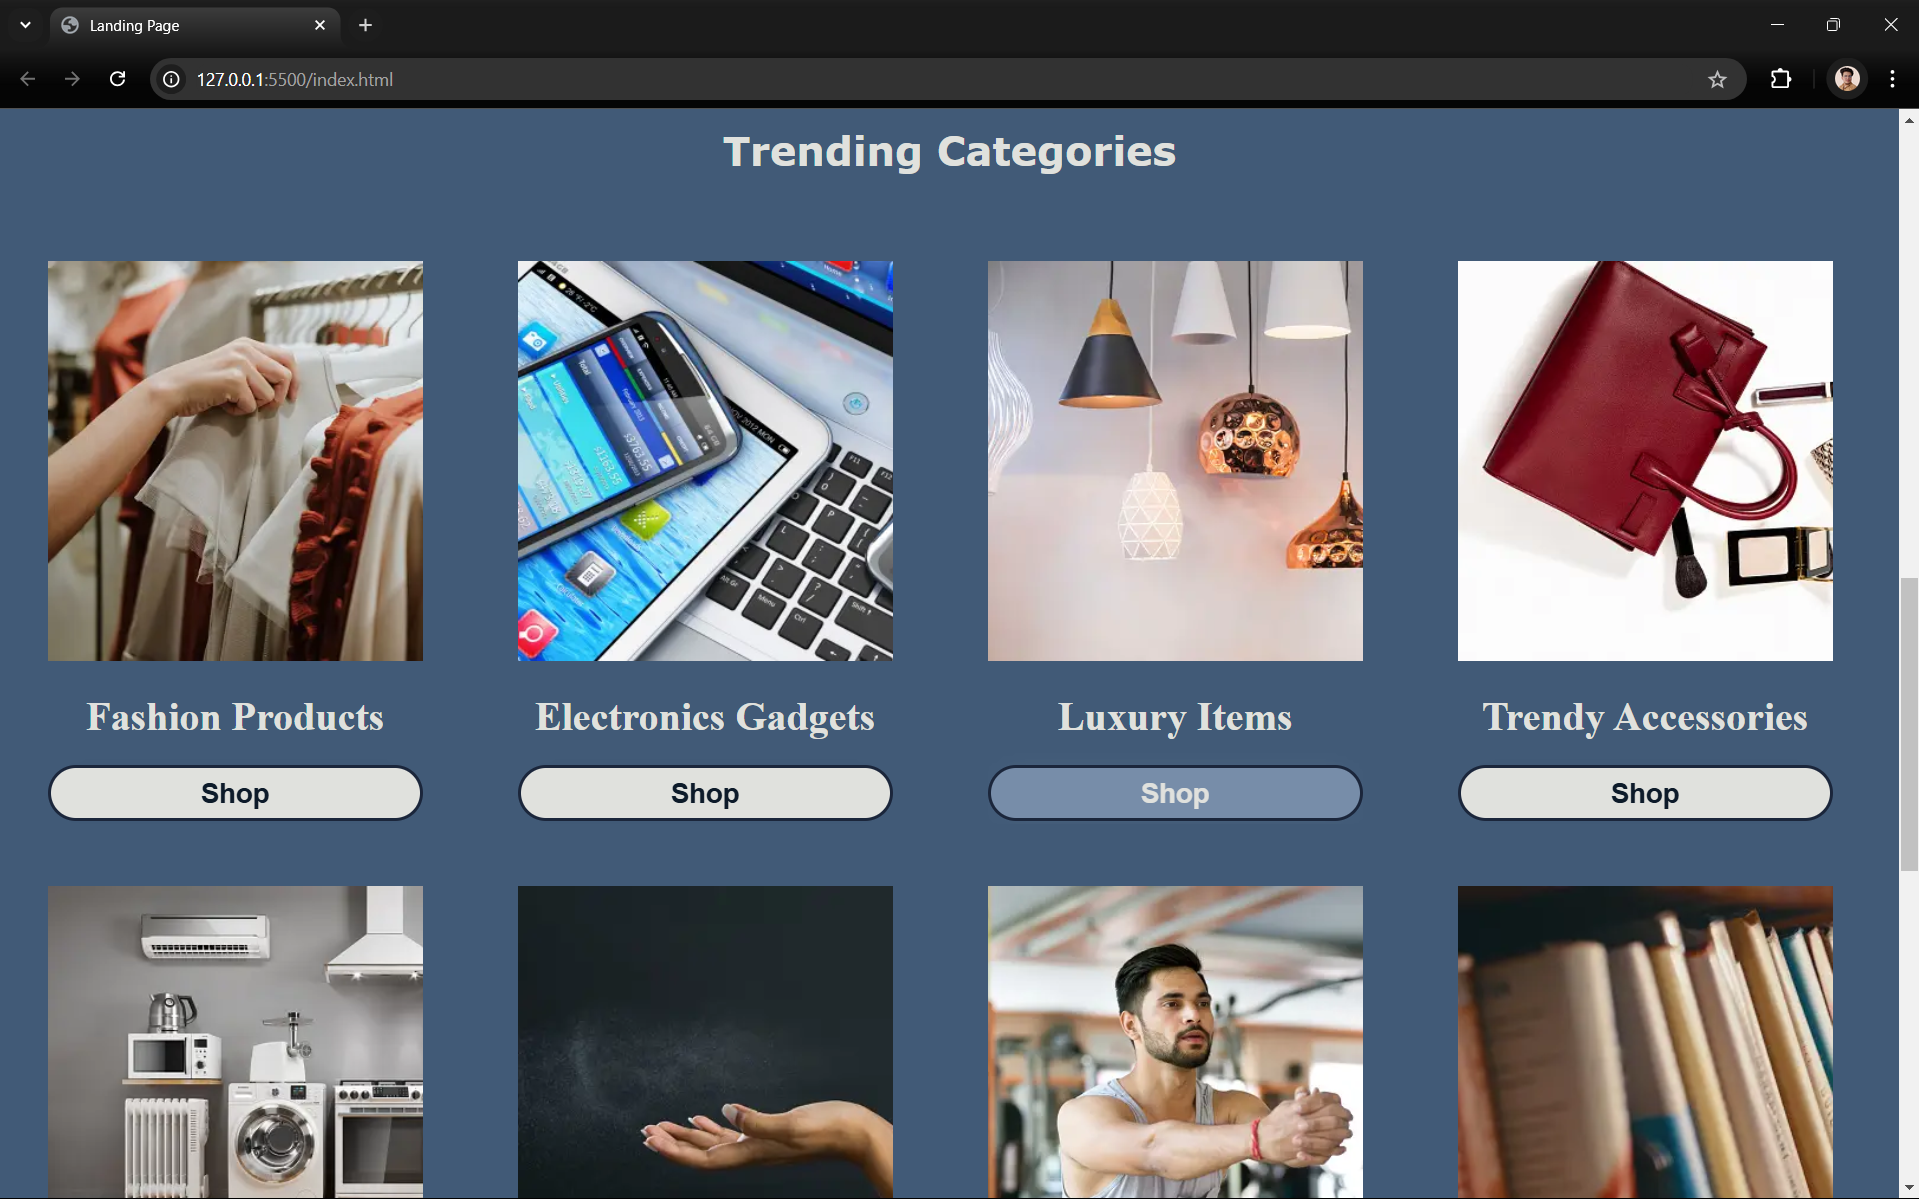 Landing Page
127.0.0.1:5500/index.html
Trending Categories
Fashion Products
Electronics Gadgets
Luxury Items
Trendy Accessories
Shop
Shop
Shop
Shop